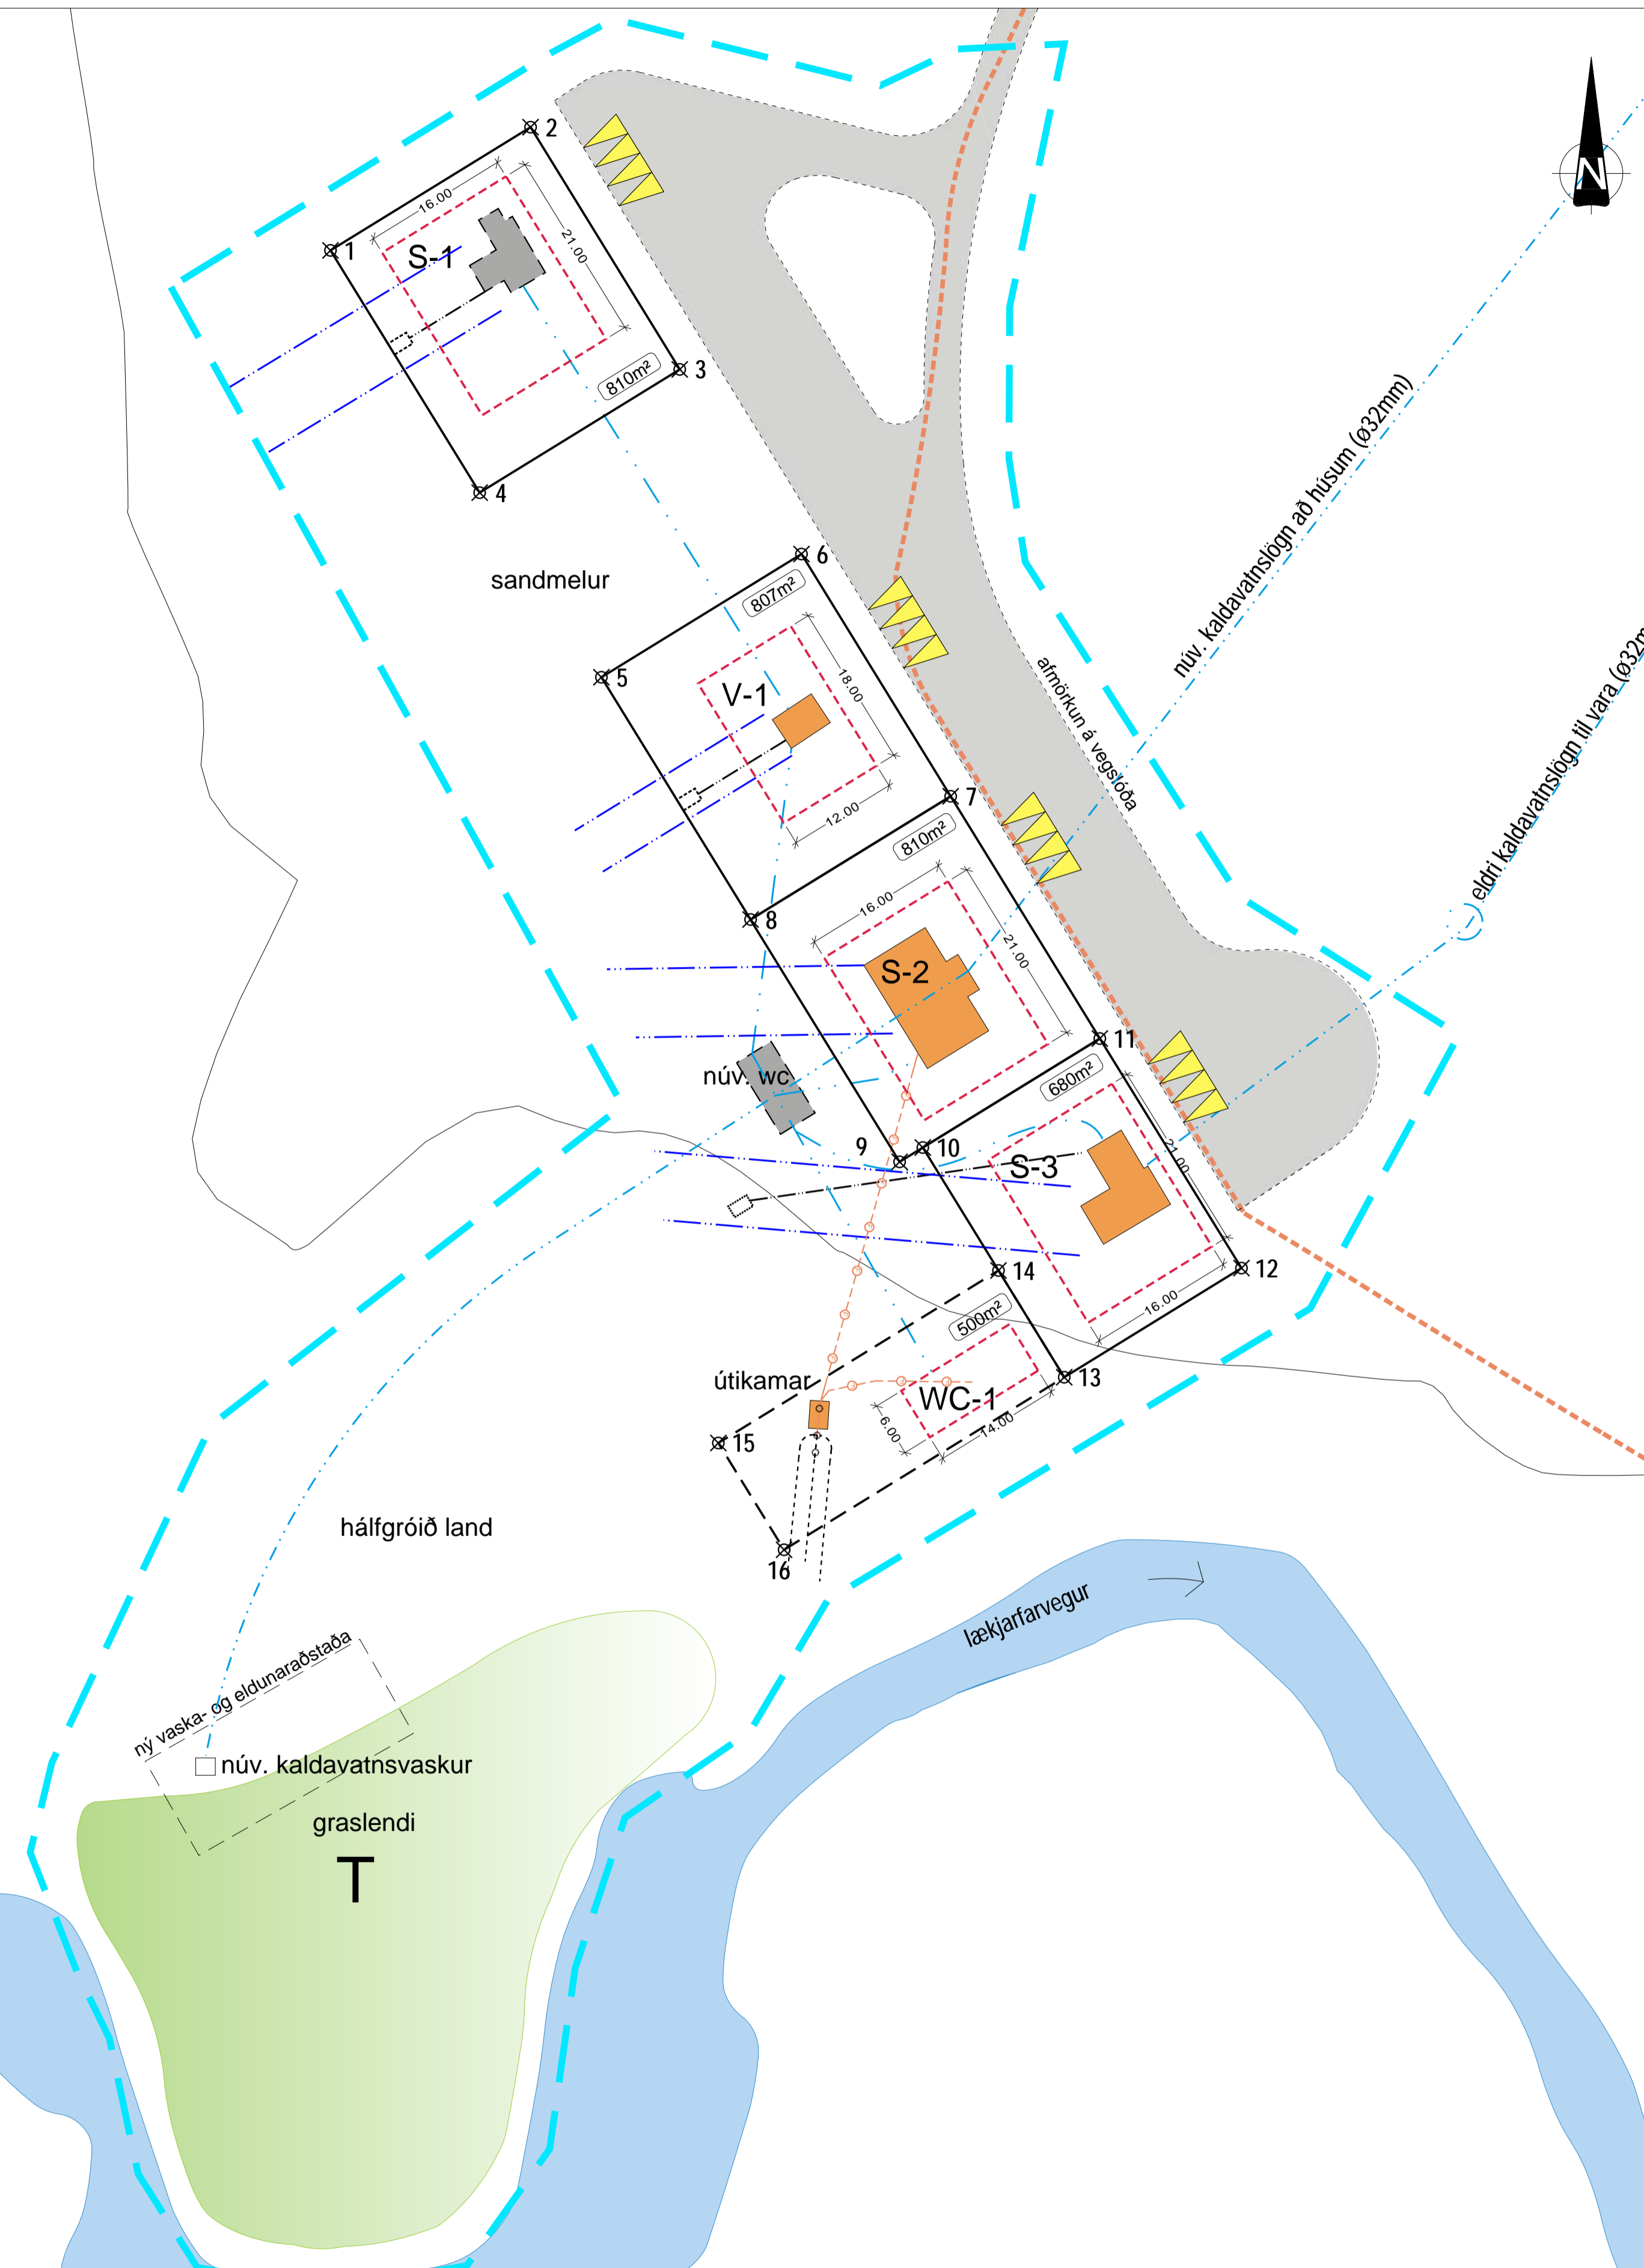 2
N
16.00
1
S-1
21.00
3
810m²
núv. kaldavatnslögn að húsum (ø32mm)
4
6
sandmelur
807m²
5
18.00
V-1
afmörkun á vegslóða
eldri kaldavatnslögn til vara (ø32m
7
12.00
810m²
8
16.00
21.00
S-2
11
núv. wc
680m²
9
10
S-3
21.00
12
14
16.00
500m²
útikamar
13
WC-1
6.00
14.00
15
hálfgróið land
16
lækjarfarvegur
ný vaska- og eldunaraðstaða
núv. kaldavatnsvaskur
graslendi
T